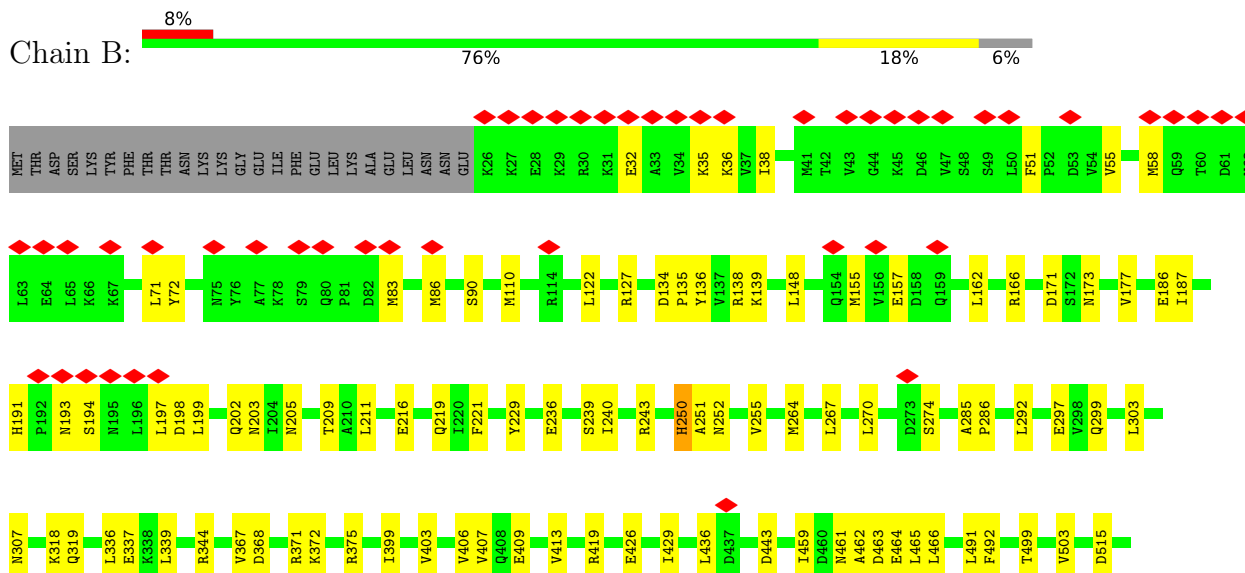 8%
Chain B:
76% 18% 6%
MET THR ASP SER LYS TYR PHE THR THR ASN LYS LYS GLY GLU ILE PHE GLU LEU LYS ALA GLU LEU ASN ASN GLU K26 K27 E28 K29 R30 K31 E32 A33 V34 K35 K36 V37 I38 M41 T42 V43 G44 K45 D46 V47 S48 S49 L50 F51 P52 D53 V54 V55 M58 Q59 T60 D61
L63 E64 L65 K66 K67 L71 Y72 N75 Y76 A77 K78 S79 Q80 P81 D82 M83 M86 S90 M110 R114 L122 R127 D134 P135 Y136 V137 R138 K139 L148 Q154 M155 V156 E157 D158 Q159 L162 R166 D171 S172 N173 V177 E186 I187
H191 P192 N193 S194 N195 L196 L197 D198 L199 Q202 N203 I204 N205 T209 A210 L211 E216 Q219 I220 F221 Y229 E236 S239 I240 R243 H250 A251 N252 V255 M264 L267 L270 D273 S274 A285 P286 L292 E297 V298 Q299 L303
N307 K318 Q319 L336 E337 K338 L339 R344 V367 D368 R371 K372 R375 I399 V403 V406 V407 Q408 E409 V413 R419 E426 I429 L436 D437 D443 I459 D460 N461 A462 D463 E464 L465 L466 L491 F492 T499 V503 D515